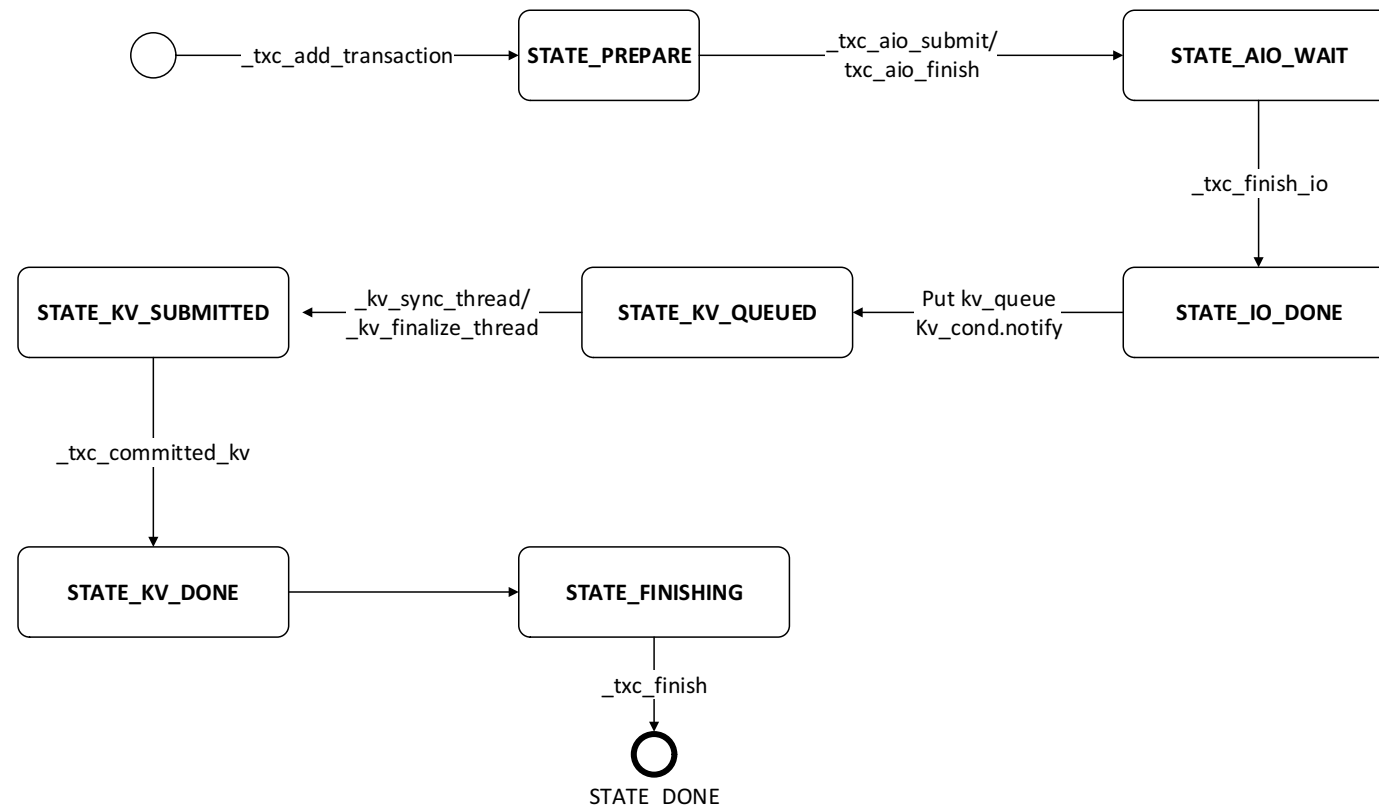 _txc_add_transaction
STATE_PREPARE
_txc_aio_submit/
txc_aio_finish
STATE_AIO_WAIT
_txc_finish_io
STATE_KV_SUBMITTED
_kv_sync_thread/
_kv_finalize_thread
STATE_KV_QUEUED
Put kv_queue
Kv_cond.notify
STATE_IO_DONE
_txc_committed_kv
STATE_KV_DONE
STATE_FINISHING
_txc_finish
STATE_DONE